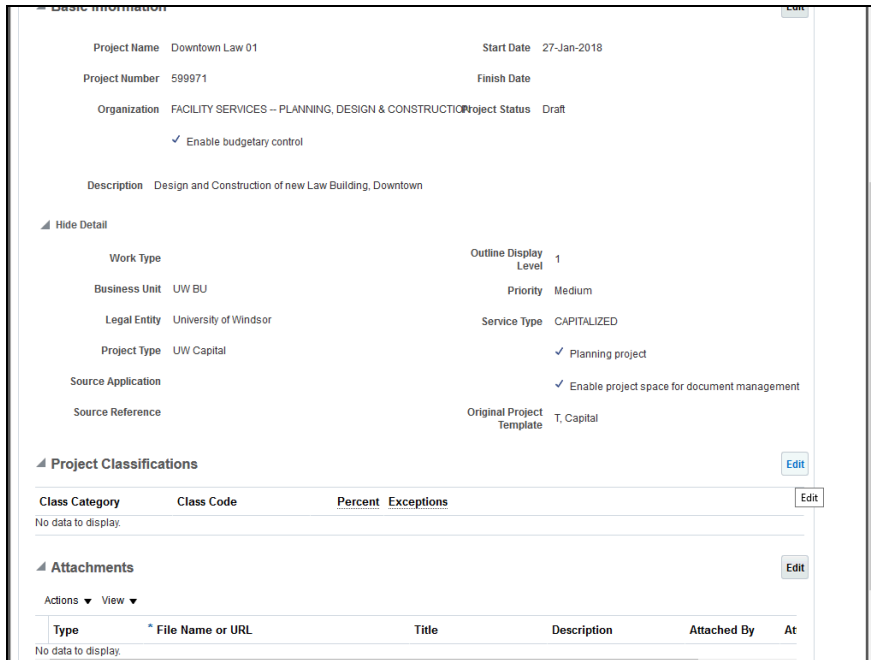 Basic Information Edit
Project Name Downtown Law 01 Start Date 27-Jan-2018
Project Number 599971 Finish Date
Organization FACILITY SERVICES -- PLANNING, DESIGN & CONSTRUCTION Project Status Draft
Enable budgetary control
Description Design and Construction of new Law Building, Downtown
Hide Detail
Work Type Outline Display Level 1
Business Unit UW BU Priority Medium
Legal Entity University of Windsor Service Type CAPITALIZED
Project Type UW Capital Planning project
Source Application Enable project space for document management
Source Reference Original Project Template T, Capital
Project Classifications Edit
Class Category Class Code Percent Exceptions Edit
No data to display.
Attachments Edit
Actions View
Type * File Name or URL Title Description Attached By At
No data to display.